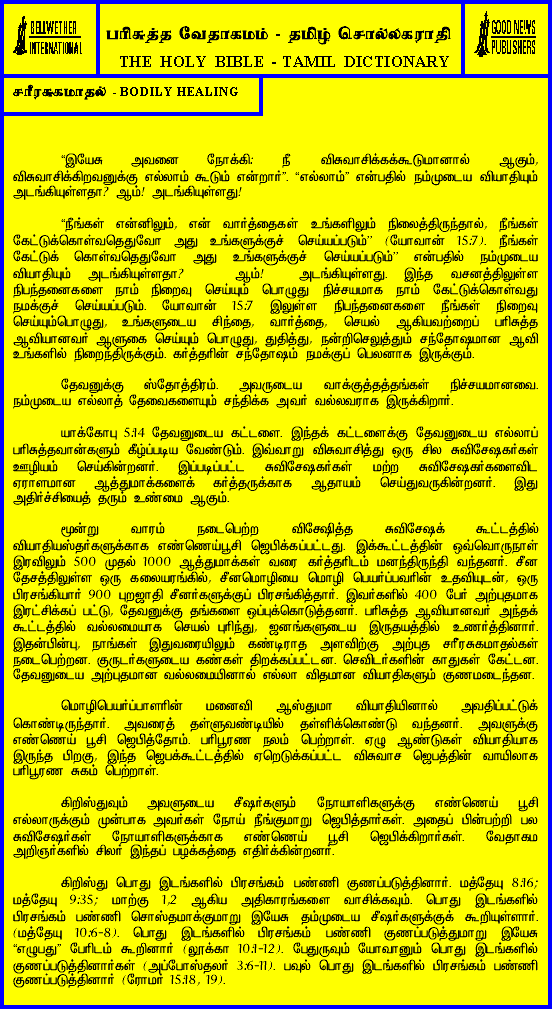 BELLWETHER
INTERNATIONAL
பரிசுத்த வேதாகமம் - தமிழ் சொல்லகராதி
THE HOLY BIBLE - TAMIL DICTIONARY
GOOD NEWS
PUBLISHERS
சரீரசுகமாதல் - BODILY HEALING
“இயேசு அவனை நோக்கி: நீ விசுவாசிக்கக்கூடுமானால் ஆகும்,
விசுவாசிக்கிறவனுக்கு எல்லாம் கூடும் என்றார்”. “எல்லாம்” என்பதில் நம்முடைய வியாதியும்
அடங்கியுள்ளதா? ஆம்! அடங்கியுள்ளது!
“நீங்கள் என்னிலும், என் வார்த்தைகள் உங்களிலும் நிலைத்திருந்தால், நீங்கள்
கேட்டுக்கொள்வதெதுவோ அது உங்களுக்குச் செய்யப்படும்” (யோவான் 15:7). நீங்கள்
கேட்டுக் கொள்வதெதுவோ அது உங்களுக்குச் செய்யப்படும்” என்பதில் நம்முடைய
வியாதியும் அடங்கியுள்ளதா? ஆம்! அடங்கியுள்ளது. இந்த வசனத்திலுள்ள
நிபந்தனைகளை நாம் நிறைவு செய்யும் பொழுது நிச்சயமாக நாம் கேட்டுக்கொள்வது
நமக்குச் செய்யப்படும். யோவான் 15:7 இலுள்ள நிபந்தனைகளை நீங்கள் நிறைவு
செய்யும்பொழுது, உங்களுடைய சிந்தை, வார்த்தை, செயல் ஆகியவற்றைப் பரிசுத்த
ஆவியானவர் ஆளுகை செய்யும் பொழுது, துதித்து, நன்றிசெலுத்தும் சந்தோஷமான ஆவி
உங்களில் நிறைந்திருக்கும். கர்த்தரின் சந்தோஷம் நமக்குப் பெலனாக இருக்கும்.
தேவனுக்கு ஸ்தோத்திரம். அவருடைய வாக்குத்தத்தங்கள் நிச்சயமானவை.
நம்முடைய எல்லாத் தேவைகளையும் சந்திக்க அவர் வல்லவராக இருக்கிறார்.
யாக்கோபு 5:14 தேவனுடைய கட்டளை. இந்தக் கட்டளைக்கு தேவனுடைய எல்லாப்
பரிசுத்தவான்களும் கீழ்ப்படிய வேண்டும். இவ்வாறு விசுவாசித்து ஒரு சில சுவிசேஷகர்கள்
ஊழியம் செய்கின்றனர். இப்படிப்பட்ட சுவிசேஷகர்கள் மற்ற சுவிசேஷகர்களைவிட
ஏராளமான ஆத்துமாக்களைக் கர்த்தருக்காக ஆதாயம் செய்துவருகின்றனர். இது
அதிர்ச்சியைத் தரும் உண்மை ஆகும்.
மூன்று வாரம் நடைபெற்ற விசேஷித்த சுவிசேஷக் கூட்டத்தில்
வியாதியஸ்தர்களுக்காக எண்ணெய்பூசி ஜெபிக்கப்பட்டது. இக்கூட்டத்தின் ஒவ்வொருநாள்
இரவிலும் 500 முதல் 1000 ஆத்துமாக்கள் வரை கர்த்தரிடம் மனந்திருந்தி வந்தனர். சீன
தேசத்திலுள்ள ஒரு கலையரங்கில், சீனமொழியை மொழி பெயர்ப்பவரின் உதவியுடன், ஒரு
பிரசங்கியார் 900 புறஜாதி சீனர்களுக்குப் பிரசங்கித்தார். இவர்களில் 400 பேர் அற்புதமாக
இரட்சிக்கப் பட்டு, தேவனுக்கு தங்களை ஒப்புக்கொடுத்தனர். பரிசுத்த ஆவியானவர் அந்தக்
கூட்டத்தில் வல்லமையாக செயல் புரிந்து, ஜனங்களுடைய இருதயத்தில் உணர்த்தினார்.
இதன்பின்பு, நாங்கள் இதுவரையிலும் கண்டிராத அளவிற்கு அற்புத சரீரசுகமாதல்கள்
நடைபெற்றன. குருடர்களுடைய கண்கள் திறக்கப்பட்டன. செவிடர்களின் காதுகள் கேட்டன.
தேவனுடைய அற்புதமான வல்லமையினால் எல்லா விதமான வியாதிகளும் குணமடைந்தன.
மொழிபெயர்ப்பாளரின் மனைவி ஆஸ்துமா வியாதியினால் அவதிப்பட்டுக்
கொண்டிருந்தார். அவரைத் தள்ளுவண்டியில் தள்ளிக்கொண்டு வந்தனர். அவளுக்கு
எண்ணெய் பூசி ஜெபித்தோம். பரிபூரண நலம் பெற்றாள். ஏழு ஆண்டுகள் வியாதியாக
இருந்த பிறகு, இந்த ஜெபக்கூட்டத்தில் ஏறெடுக்கப்பட்ட விசுவாச ஜெபத்தின் வாயிலாக
பரிபூரண சுகம் பெற்றாள்.
கிறிஸ்துவும் அவளுடைய சீஷர்களும் நோயாளிகளுக்கு எண்ணெய் பூசி
எல்லாருக்கும் முன்பாக அவர்கள் நோய் நீங்குமாறு ஜெபித்தார்கள். அதைப் பின்பற்றி பல
சுவிசேஷகர்கள் நோயாளிகளுக்காக எண்ணெய் பூசி ஜெபிக்கிறார்கள். வேதாகம
அறிஞர்களில் சிலர் இந்தப் பழக்கத்தை எதிர்க்கின்றனர்.
கிறிஸ்து பொது இடங்களில் பிரசங்கம் பண்ணி குணப்படுத்தினார். மத்தேயு 8:16;
மத்தேயு 9:35; மாற்கு 1,2 ஆகிய அதிகாரங்களை வாசிக்கவும். பொது இடங்களில்
பிரசங்கம் பண்ணி சொஸ்தமாக்குமாறு இயேசு தம்முடைய சீஷர்களுக்குக் கூறியுள்ளார்.
(மத்தேயு 10:6-8). பொது இடங்களில் பிரசங்கம் பண்ணி குணப்படுத்துமாறு இயேசு
“எழுபது” பேரிடம் கூறினார் (லூக்கா 10:1-12). பேதுருவும் யோவானும் பொது இடங்களில்
குணப்படுத்தினார்கள் (அப்போஸ்தலர் 3:6-11). பவுல் பொது இடங்களில் பிரசங்கம் பண்ணி
குணப்படுத்தினார் (ரோமர் 15:18, 19).